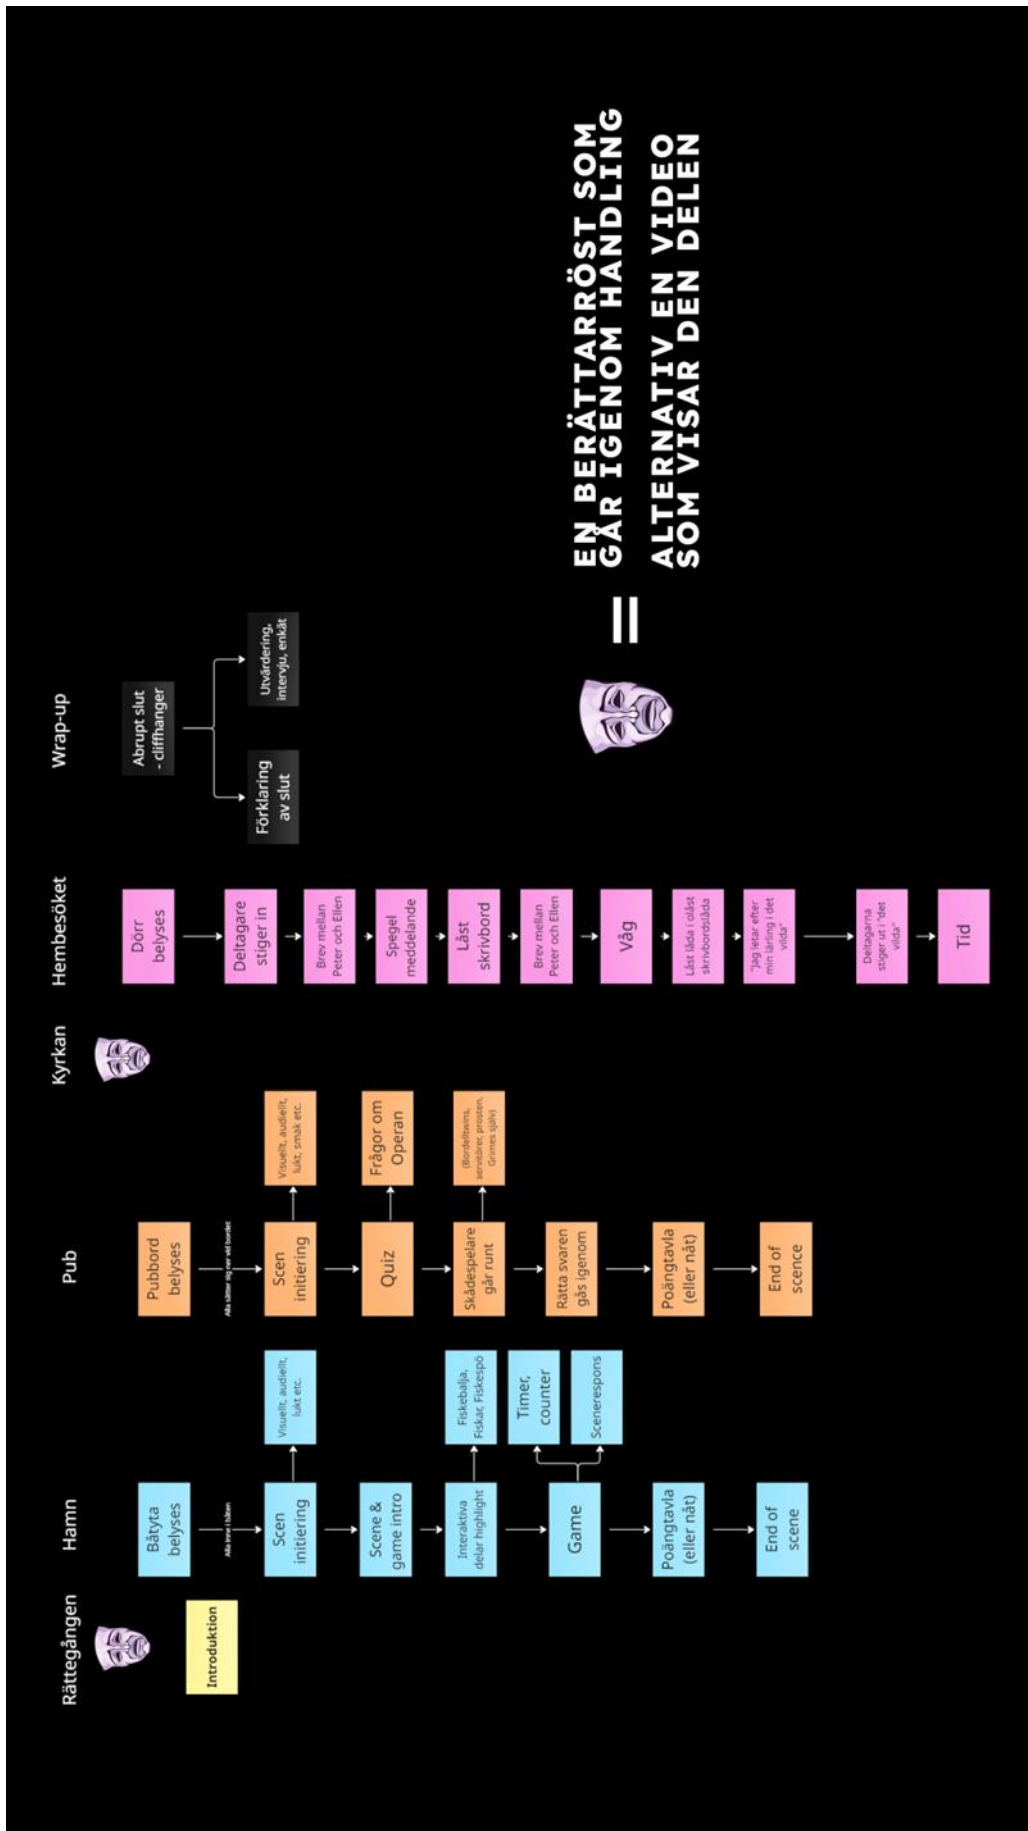 Rättegången
Introduktion
Hamn
Båtyta
belyses
Alla inne i båten
Scen
initiering
Visuellt, audiellt,
lukt etc.
Scene &
game intro
Interaktiva
delar highlight
Fiskebalja,
Fiskar, Fiskespö
Game
Timer,
counter
Scenerespons
Poängtavla
(eller nåt)
End of
scene
Pub
Pubbord
belyses
Alla sätter sig ner vid bordet
Scen
initiering
Visuellt, audiellt,
lukt, smak etc.
Quiz
Frågor om
Operan
Skådespelare
går runt
(Bordelltwins,
servitörer, prosten,
Grimes själv)
Rätta svaren
gås igenom
Poängtavla
(eller nåt)
End of
scence
Kyrkan
Hembesöket
Dörr
belyses
Deltagare
stiger in
Brev mellan
Peter och Ellen
Spegel
meddelande
Låst
skrivbord
Brev mellan
Peter och Ellen
Våg
Låst låda i olåst
skrivbordslåda
"Jag letar efter
min lärling i det
vilda"
Deltagarna
stiger ut i "det
vilda"
Tid
Wrap-up
Abrupt slut
- cliffhanger
Förklaring
av slut
Utvärdering,
intervju, enkät
=
EN BERÄTTARRÖST SOM
GÅR IGENOM HANDLING
ALTERNATIV EN VIDEO
SOM VISAR DEN DELEN